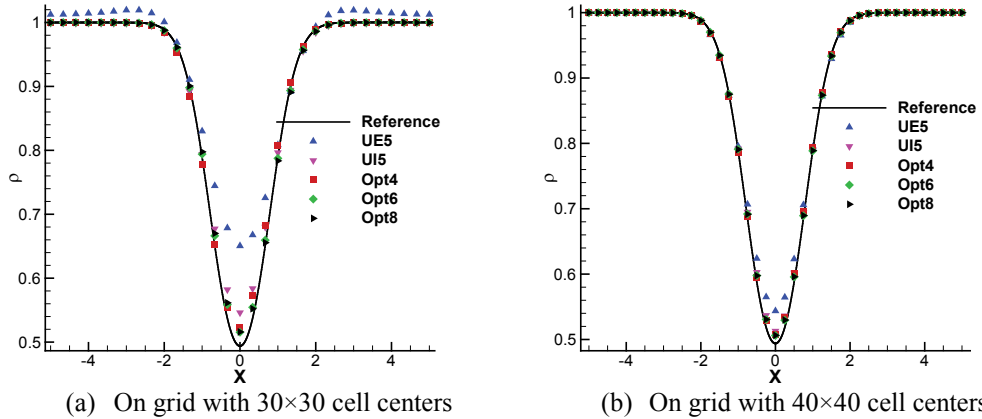 1
0.9
0.8
ρ
0.7
0.6
0.5
-4
-2
0
2
4
X
Reference
UE5
UI5
Opt4
Opt6
Opt8
(a) On grid with 30×30 cell centers
1
0.9
0.8
ρ
0.7
0.6
0.5
-4
-2
0
2
4
X
Reference
UE5
UI5
Opt4
Opt6
Opt8
(b) On grid with 40×40 cell centers